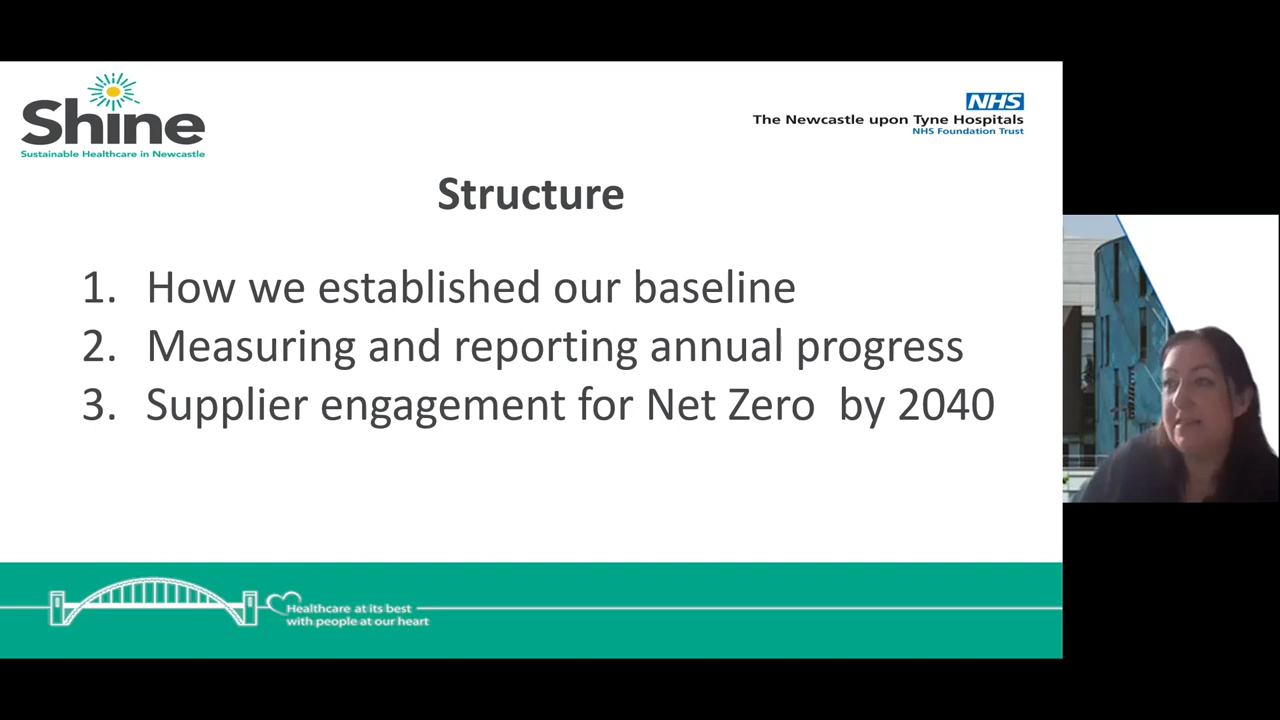 Shine
Sustainable Healthcare in Newcastle
NHS
The Newcastle upon Tyne Hospitals
NHS Foundation Trust
Structure
1. How we established our baseline
2. Measuring and reporting annual progress
3. Supplier engagement for Net Zero  by 2040
Healthcare at its best
with people at our heart